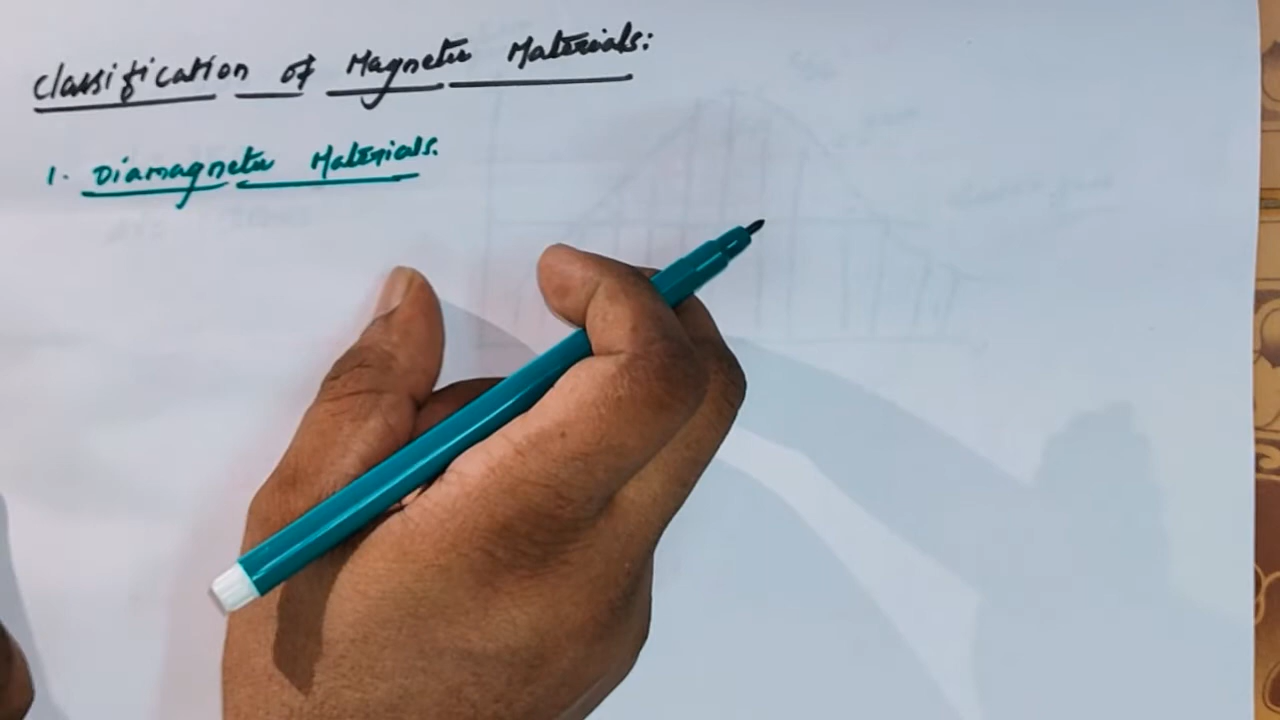 Classification of Magnetic Materials:
1. Diamagnetic Materials.